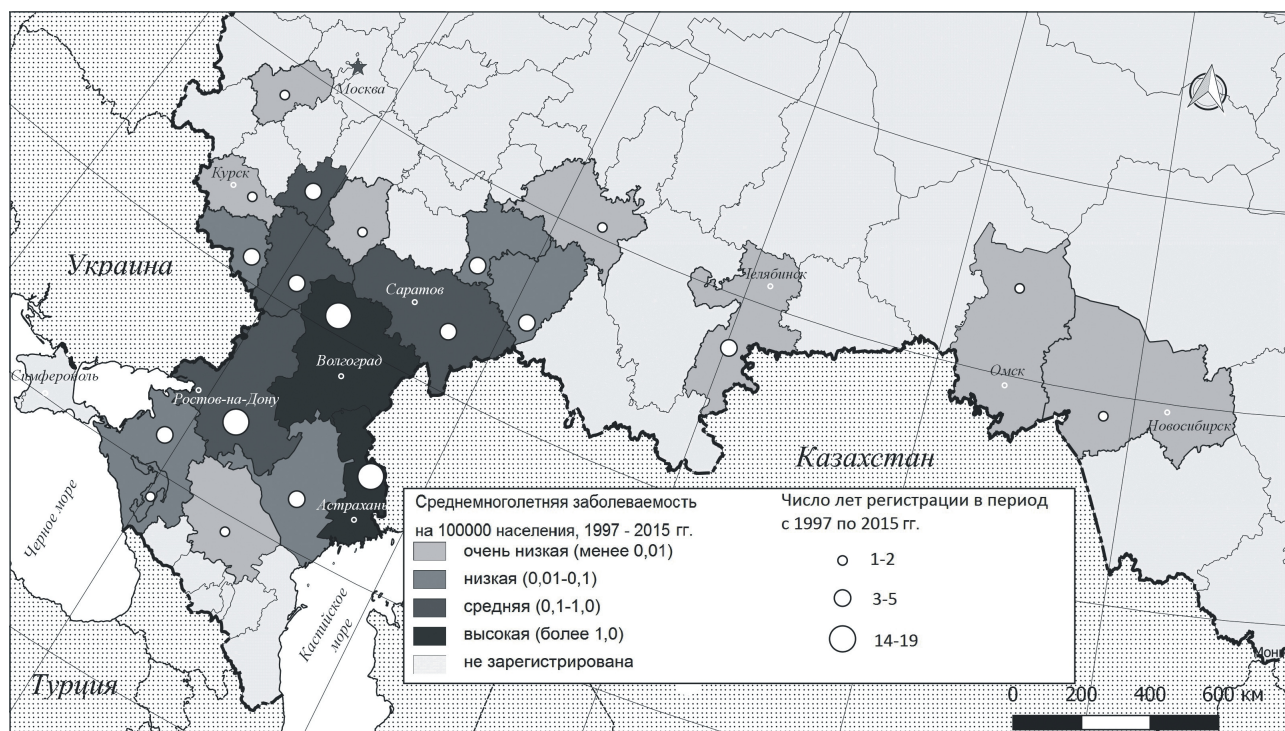 Москва
Курск
Украина
Саратов
Челябинск
Волгоград
Симферополь
Ростов-на-Дону
Омск
Новосибирск
Казахстан
Астрахань
Черное море
Каспийское
море
Турция
Среднемноголетняя заболеваемость
на 100000 населения, 1997 - 2015 гг.
очень низкая (менее 0,01)
низкая (0,01-0,1)
средняя (0,1-1,0)
высокая (более 1,0)
не зарегистрирована
Число лет регистрации в период
с 1997 по 2015 гг.
1-2
3-5
14-19
0 200 400 600 км